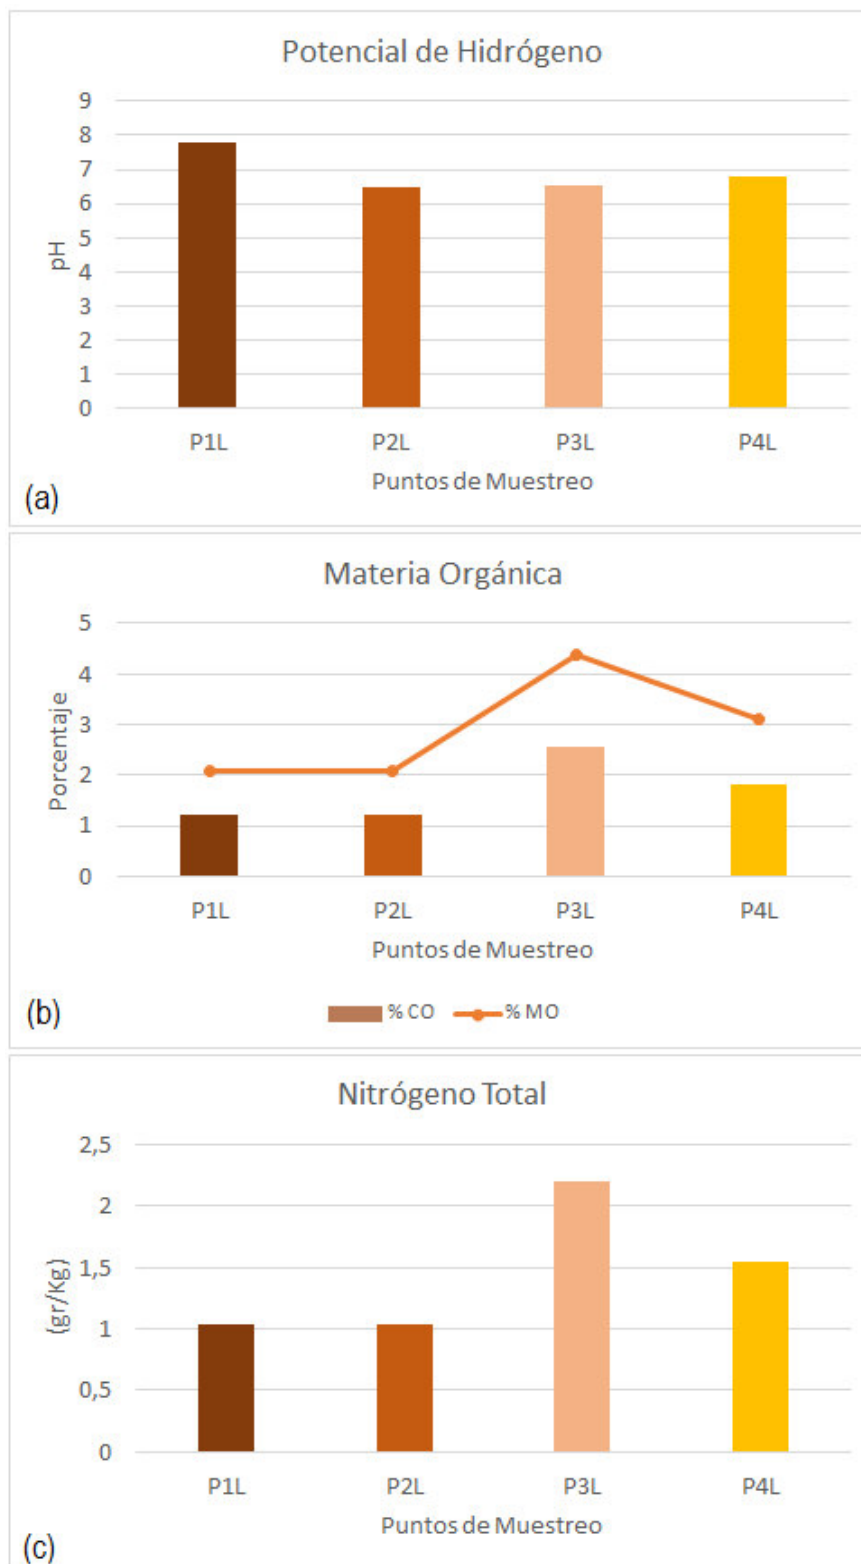 Potencial de Hidrógeno
9
8
7
6
5
4
3
2
1
0
pH
P1L P2L P3L P4L
Puntos de Muestreo
(a)
Materia Orgánica
5
4
3
2
1
0
Porcentaje
P1L P2L P3L P4L
Puntos de Muestreo
% CO % MO
(b)
Nitrógeno Total
2,5
2
1,5
1
0,5
0
(gr/Kg)
P1L P2L P3L P4L
Puntos de Muestreo
(c)